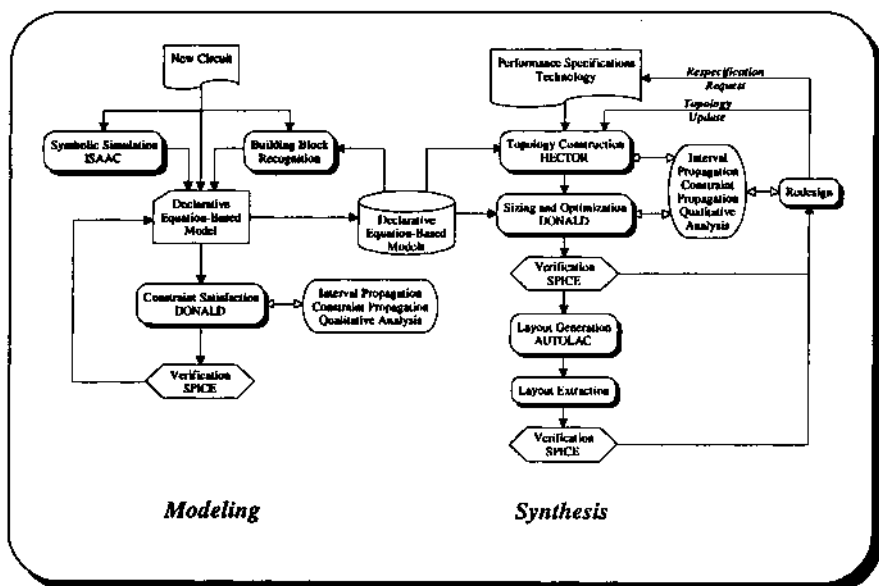 New Circuit
Symbolic Simulation
ISAAC
Building Block
Recognition
Declarative
Equation-Based
Model
Constraint Satisfaction
DONALD
Interval Propagation
Constraint Propagation
Qualitative Analysis
Verification
SPICE
Modeling
Declarative
Equation-Based
Models
Performance Specifications
Technology
Respecification
Request
Topology
Update
Topology Construction
HECTOR
Interval
Propagation
Constraint
Propagation
Qualitative
Analysis
Redesign
Sizing and Optimization
DONALD
Verification
SPICE
Layout Generation
AUTOLAC
Layout Extraction
Verification
SPICE
Synthesis